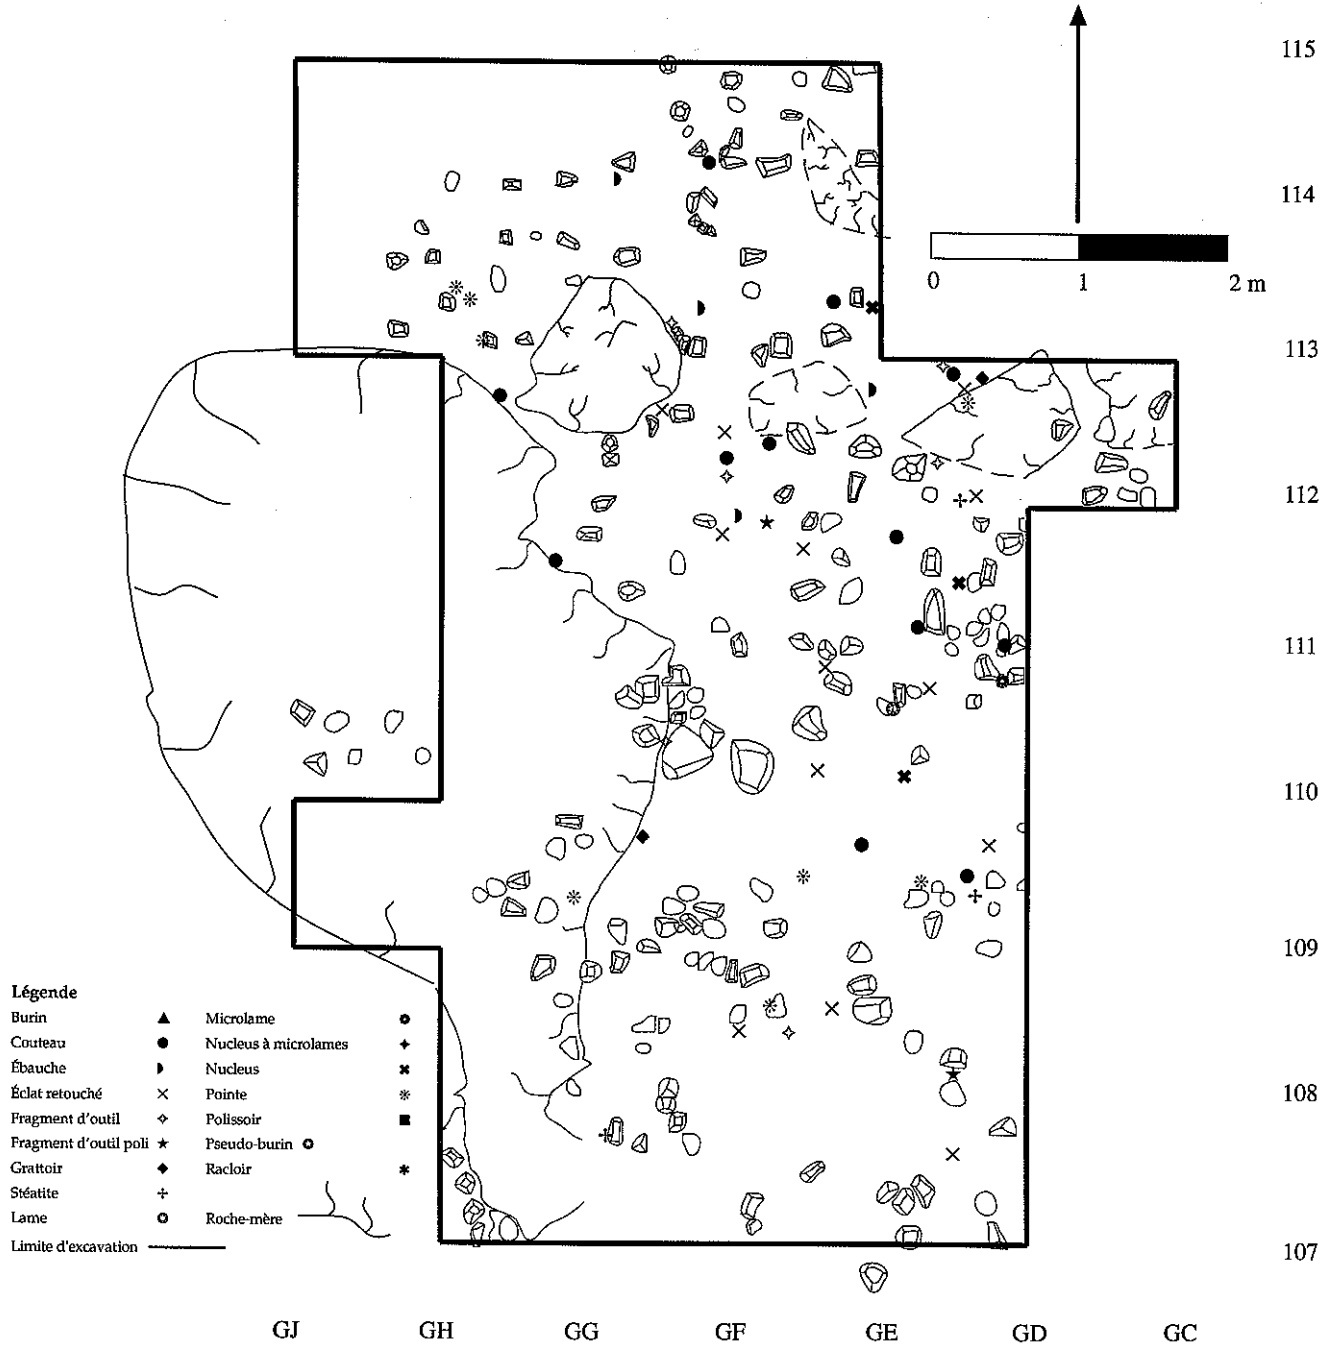 115
114
0 1 2 m
113
112
111
110
109
Légende
Burin Microlame
Couteau Nucleus à microlames
Ébauche Nucleus
Éclat retouché Pointe
108
Fragment d'outil Polissoir
Fragment d'outil poli Pseudo-burin
Grattoir Racloir
Stéatite
Lame Roche-mère
Limite d'excavation
107
GJ GH GG GF GE GD GC